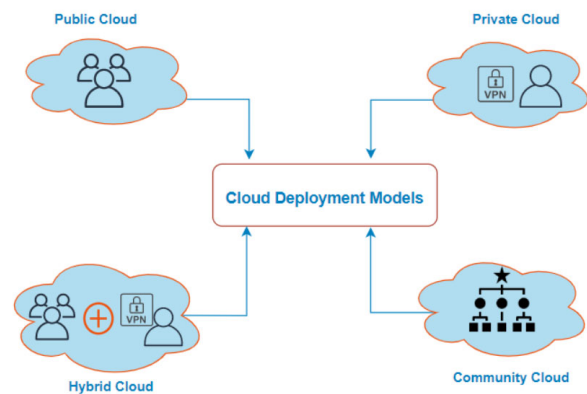 Public Cloud
Private Cloud
VPN
Cloud Deployment Models
VPN
Hybrid Cloud
Community Cloud